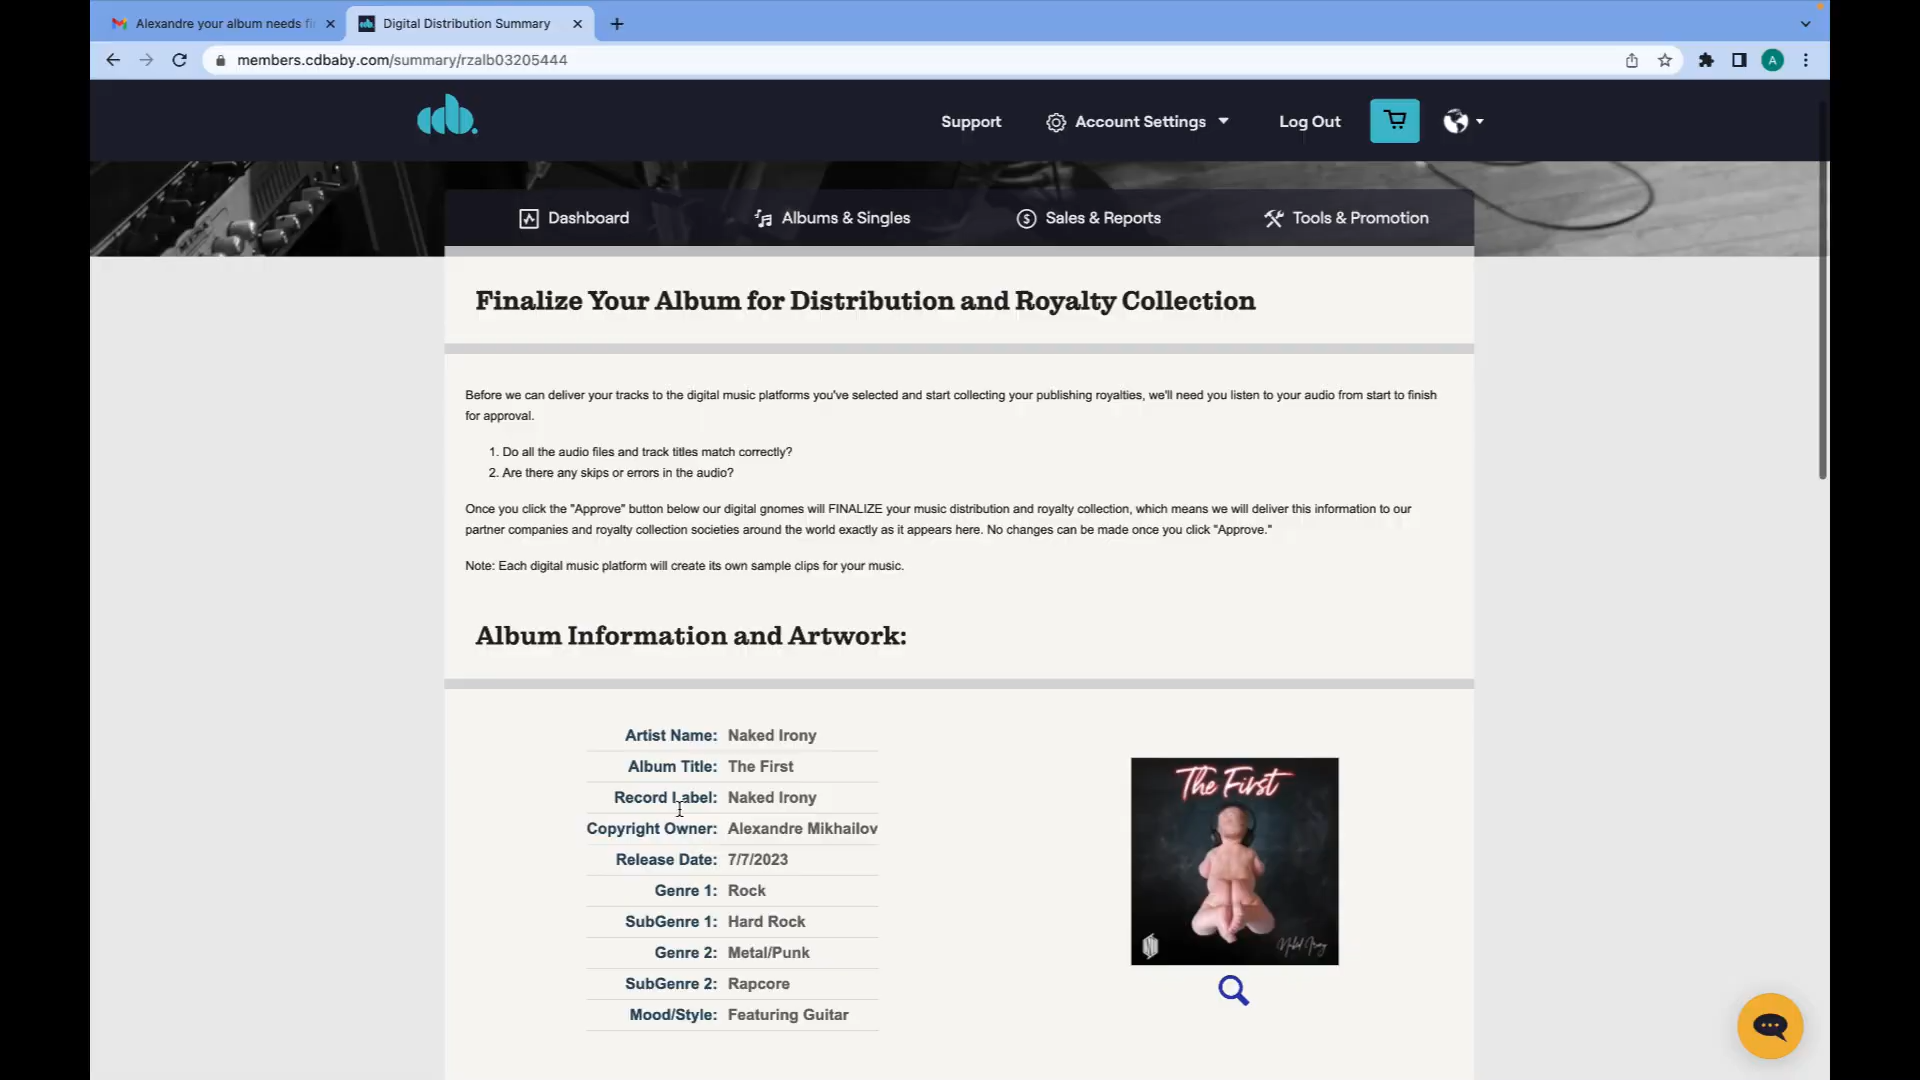 Alexandre your album needs fi
Digital Distribution Summary
members.cdbaby.com/summary/rzalb03205444
A
cdb.
Support
Account Settings
Log Out
Dashboard
Albums & Singles
Sales & Reports
Tools & Promotion
Finalize Your Album for Distribution and Royalty Collection
Before we can deliver your tracks to the digital music platforms you've selected and start collecting your publishing royalties, we'll need you listen to your audio from start to finish
for approval.
1. Do all the audio files and track titles match correctly?
2. Are there any skips or errors in the audio?
Once you click the "Approve" button below our digital gnomes will FINALIZE your music distribution and royalty collection, which means we will deliver this information to our
partner companies and royalty collection societies around the world exactly as it appears here. No changes can be made once you click "Approve."
Note: Each digital music platform will create its own sample clips for your music.
Album Information and Artwork:
Artist Name: Naked Irony
Album Title: The First
Record Label: Naked Irony
Copyright Owner: Alexandre Mikhailov
Release Date: 7/7/2023
Genre 1: Rock
SubGenre 1: Hard Rock
Genre 2: Metal/Punk
SubGenre 2: Rapcore
Mood/Style: Featuring Guitar
The First
Naked Irony